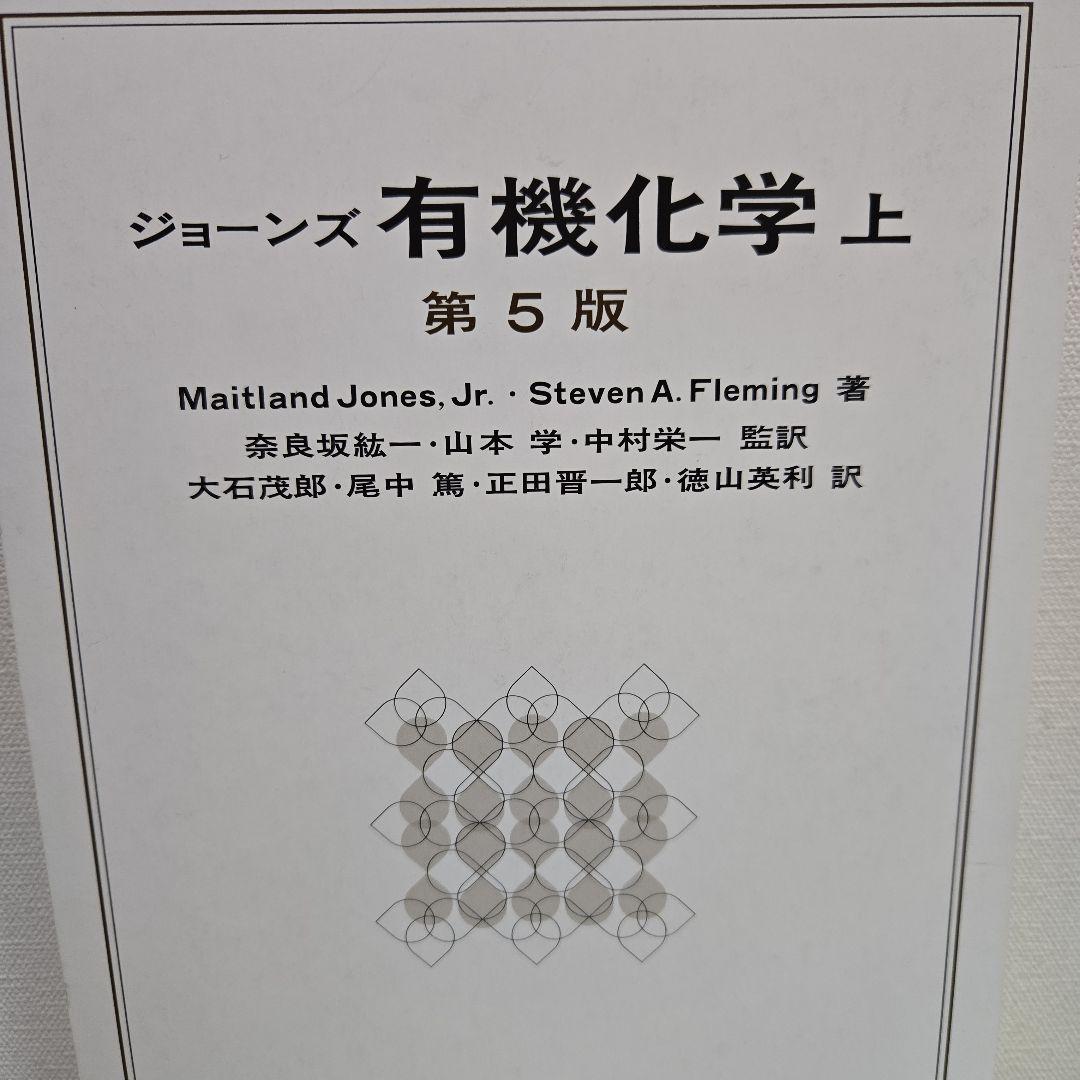 ジョーンズ 有機化学 上
第 5 版
Maitland Jones, Jr. · Steven A. Fleming 著
奈良坂紘一・山本 学・中村栄一 監訳
大石茂郎・尾中 篤・正田晋一郎・徳山英利 訳